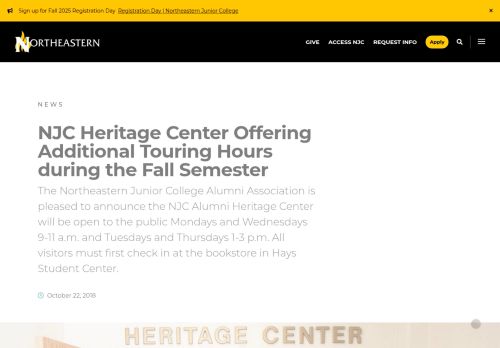 Sign up for Fall 2025 Registration Day Registration Day | Northeastern Junior College ×
NORTHEASTERN
GIVE ACCESS NJC REQUEST INFO Apply
NEWS
NJC Heritage Center Offering
Additional Touring Hours
during the Fall Semester
The Northeastern Junior College Alumni Association is
pleased to announce the NJC Alumni Heritage Center
will be open to the public Mondays and Wednesdays
9-11 a.m. and Tuesdays and Thursdays 1-3 p.m. All
visitors must first check in at the bookstore in Hays
Student Center.
October 22, 2018
HERITAGE CENTER